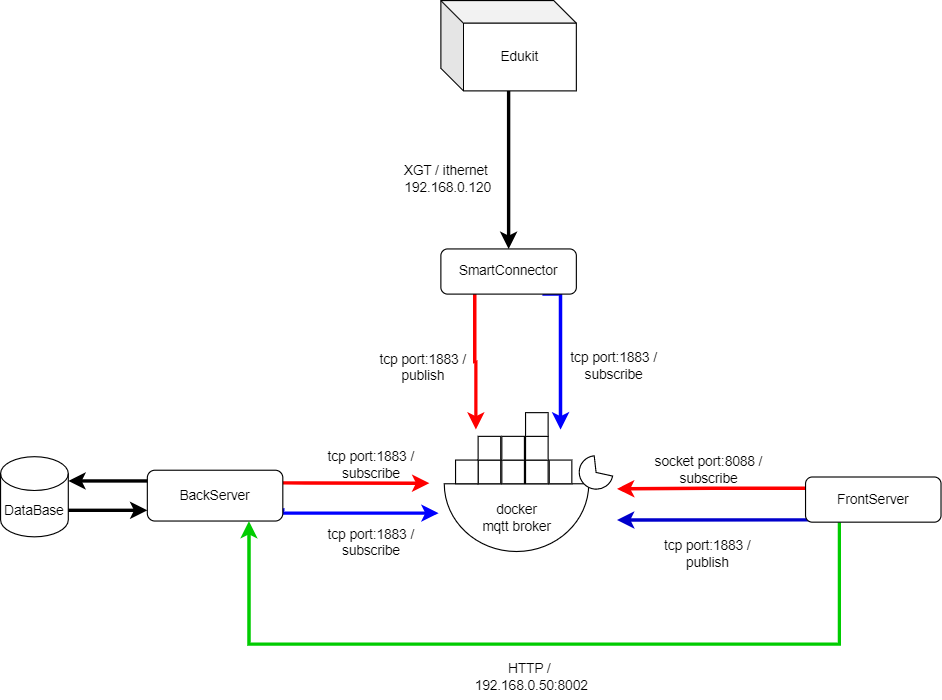 Edukit
XGT / ithernet
192.168.0.120
SmartConnector
tcp port:1883 /
publish
tcp port:1883 /
subscribe
tcp port:1883 /
subscribe
socket port:8088 /
subscribe
DataBase
BackServer
docker
mqtt broker
FrontServer
tcp port:1883 /
subscribe
tcp port:1883 /
publish
HTTP /
192.168.0.50:8002